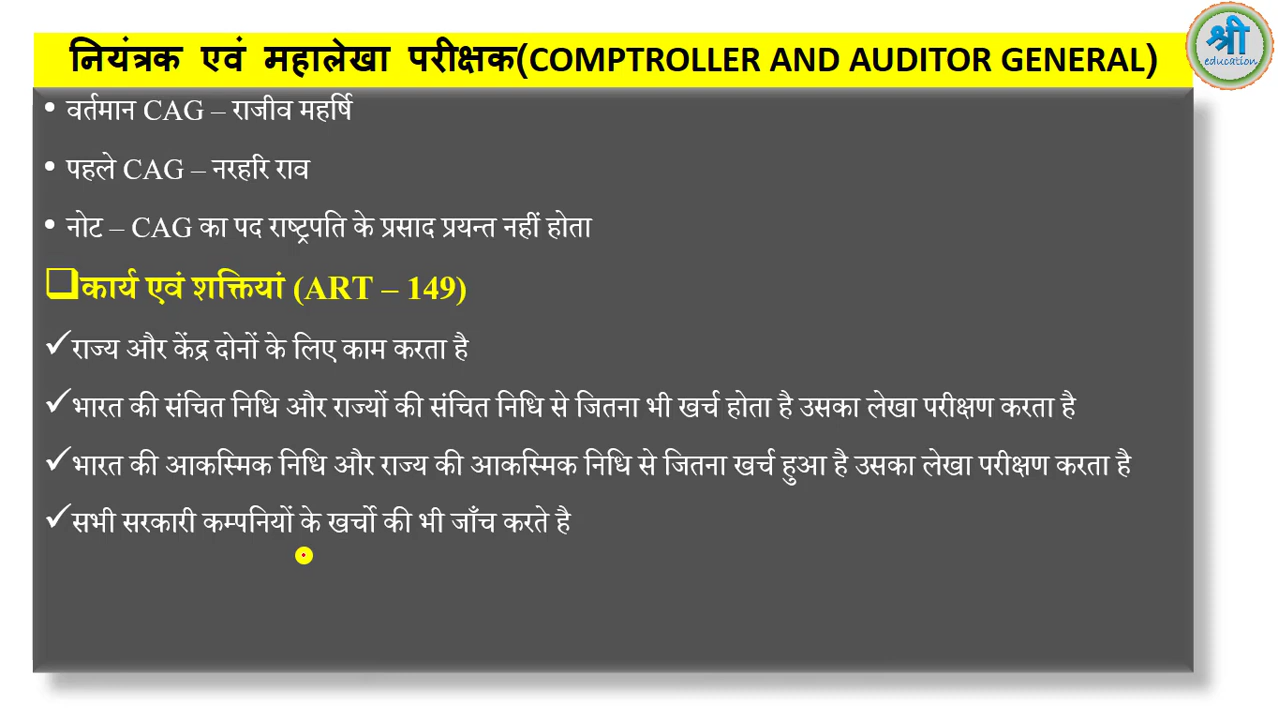 नियंत्रक एवं महालेखा परीक्षक(COMPTROLLER AND AUDITOR GENERAL)
श्री
education
• वर्तमान CAG – राजीव महर्षि
• पहले CAG – नरहरि राव
• नोट – CAG का पद राष्ट्रपति के प्रसाद प्रयन्त नहीं होता
❑कार्य एवं शक्तियां (ART – 149)
✓राज्य और केंद्र दोनों के लिए काम करता है
✓भारत की संचित निधि और राज्यों की संचित निधि से जितना भी खर्च होता है उसका लेखा परीक्षण करता है
✓भारत की आकस्मिक निधि और राज्य की आकस्मिक निधि से जितना खर्च हुआ है उसका लेखा परीक्षण करता है
✓सभी सरकारी कम्पनियों के खर्चो की भी जाँच करते है